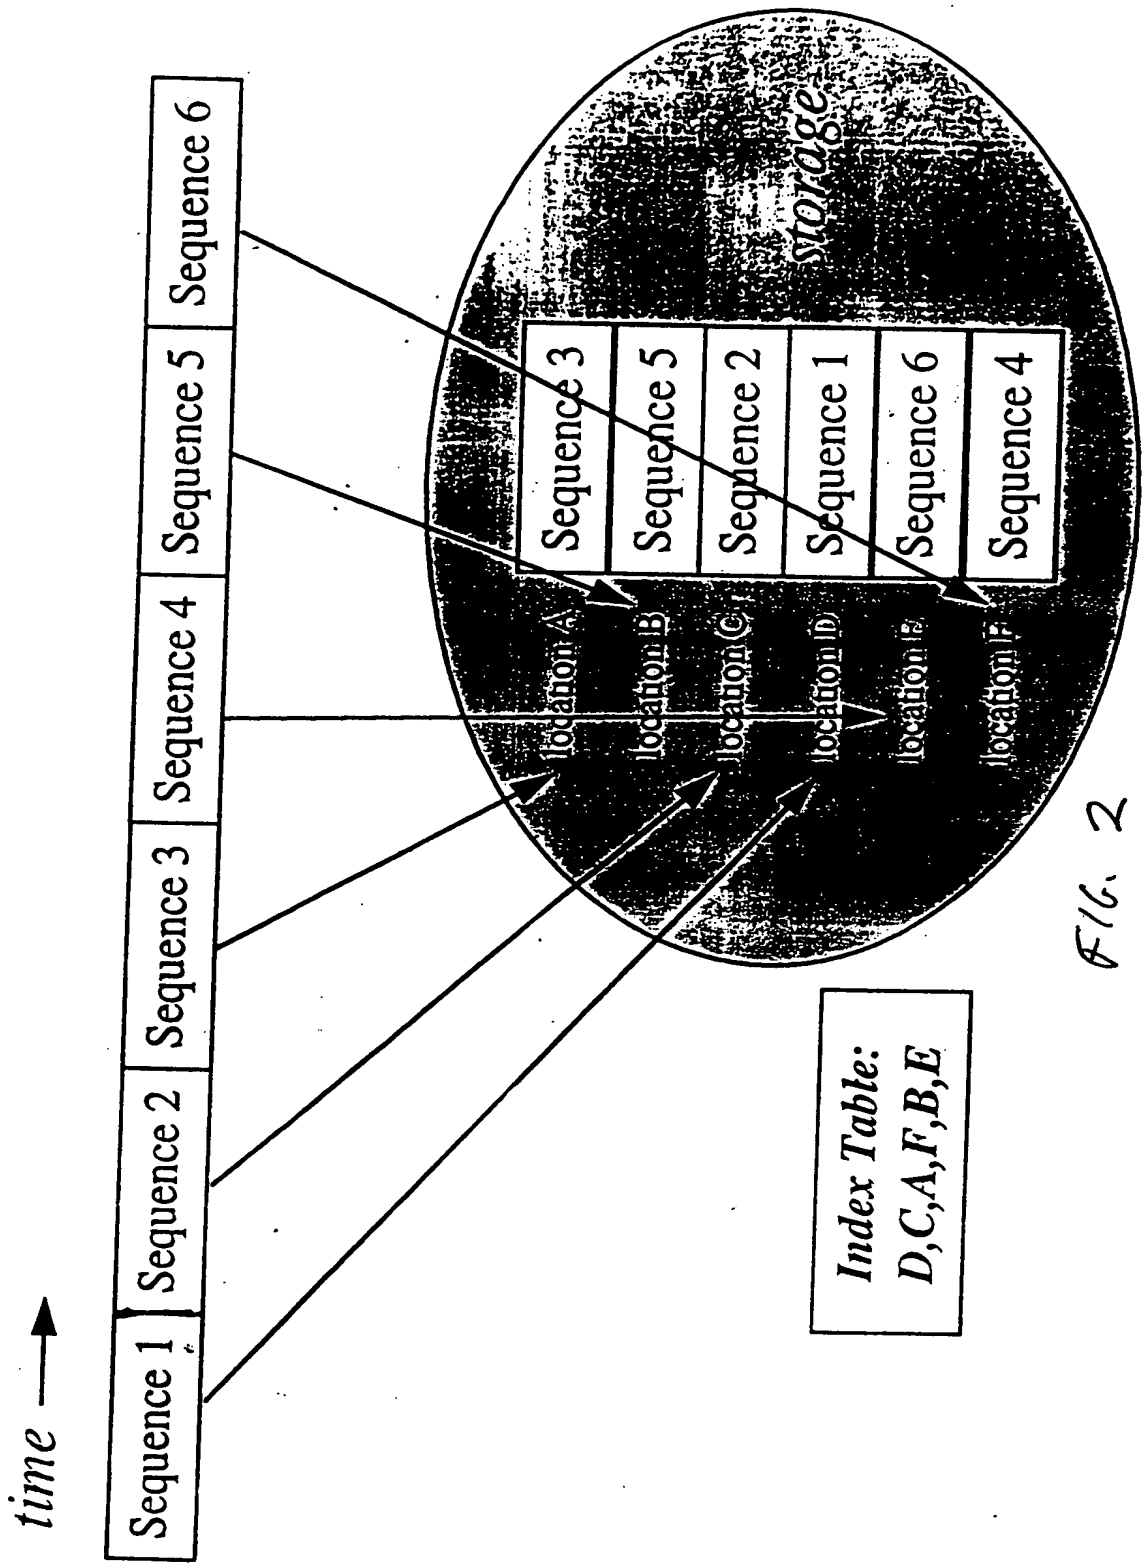 time
Sequence 1
Sequence 2
Sequence 3
Sequence 4
Sequence 5
Sequence 6
location A
Sequence 3
location B
Sequence 5
location C
Sequence 2
location D
Sequence 1
location E
Sequence 6
location F
Sequence 4
storage
Index Table:
D,C,A,F,B,E
FIG. 2